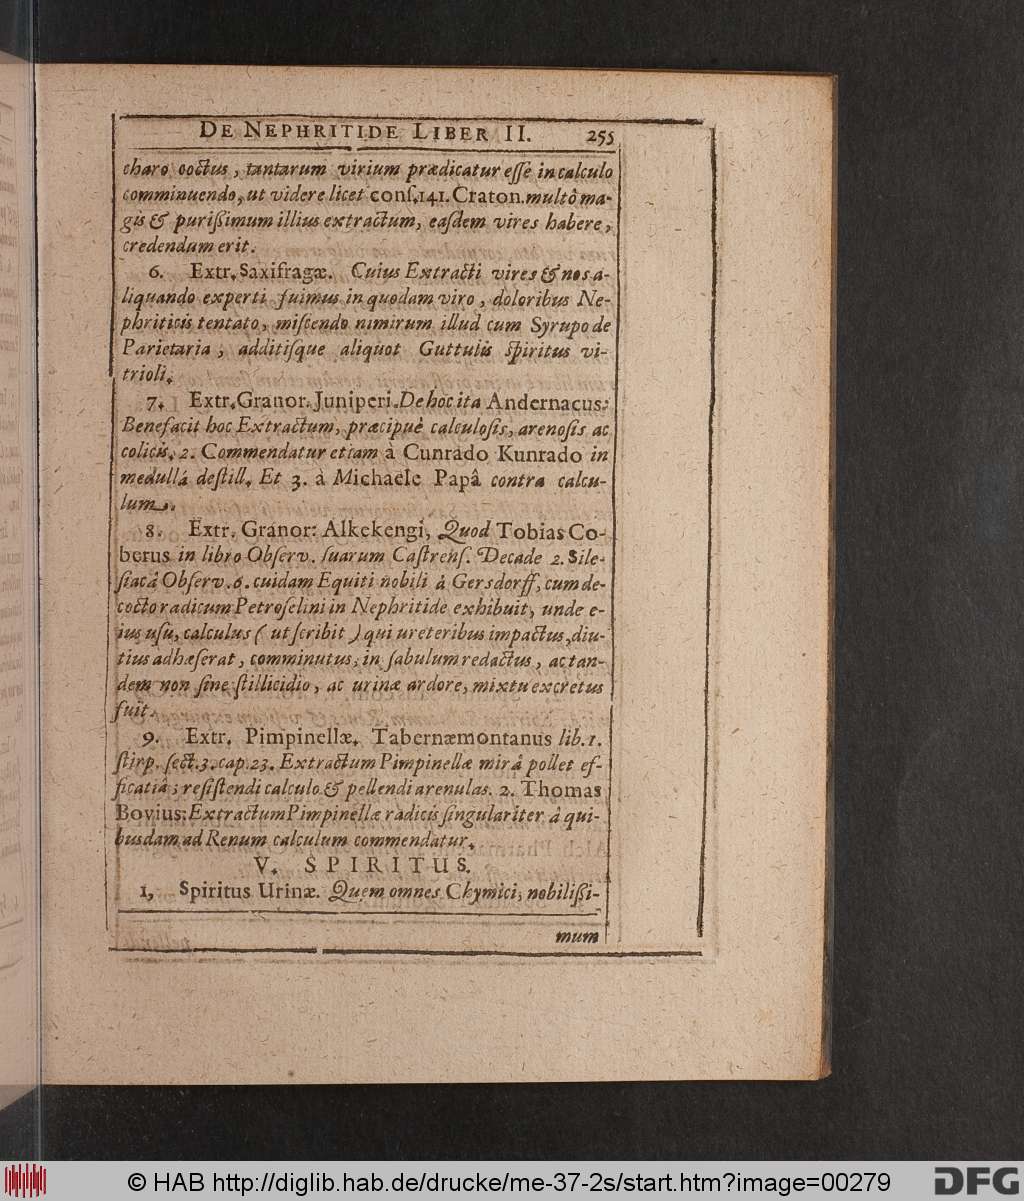 DE NEPHRITIDE LIBER II. 255
charo coctus, tantarum virium prædicatur eſſe in calculo
comminuendo, ut videre licet conſ. 141. Craton. multò ma-
gis & purißimum illius extractum, eaſdem vires habere,
credendum erit.
6. Extr. Saxifragæ. Cuius Extracti vires & nos a-
liquando experti fuimus in quodam viro, doloribus Ne-
phriticis tentato, miſcendo nimirum illud cum Syrupo de
Parietaria, additiſque aliquot Guttulis ſpiritus vi-
trioli.
7. Extr. Granor. Juniperi. De hoc ita Andernacus:
Benefacit hoc Extractum, præcipuè calculoſis, arenoſis ac
colicis. 2. Commendatur etiam à Cunrado Kunrado in
medullâ deſtill. Et 3. à Michaële Papâ contra calcu-
lum.
8. Extr. Granor: Alkekengi, Quod Tobias Co-
berus in libro Obſerv. ſuarum Caſtrenſ. Decade 2. Sile-
ſiacâ Obſerv. 6. cuidam Equiti nobili à Gersdorff, cum de-
cocto radicum Petroſelini in Nephritide exhibuit, unde e-
ius uſu, calculus (ut ſcribit) qui ureteribus impactus, diu-
tius adhæſerat, comminutus, in ſabulum redactus, ac tan-
dem non ſine ſtillicidio, ac urinæ ardore, mixtu excretus
fuit.
9. Extr. Pimpinellæ. Tabernæmontanus lib. 1.
ſtirp. ſect. 3. cap. 23. Extractum Pimpinellæ mirâ pollet ef-
ficatiâ; reſiſtendi calculo & pellendi arenulas. 2. Thomas
Bovius: Extractum Pimpinellæ radicis ſingulariter à qui-
busdam ad Renum calculum commendatur.
V. SPIRITUS.
1, Spiritus Urinæ. Quem omnes Chymici, nobilißi-
mum
© HAB http://diglib.hab.de/drucke/me-37-2s/start.htm?image=00279
DFG